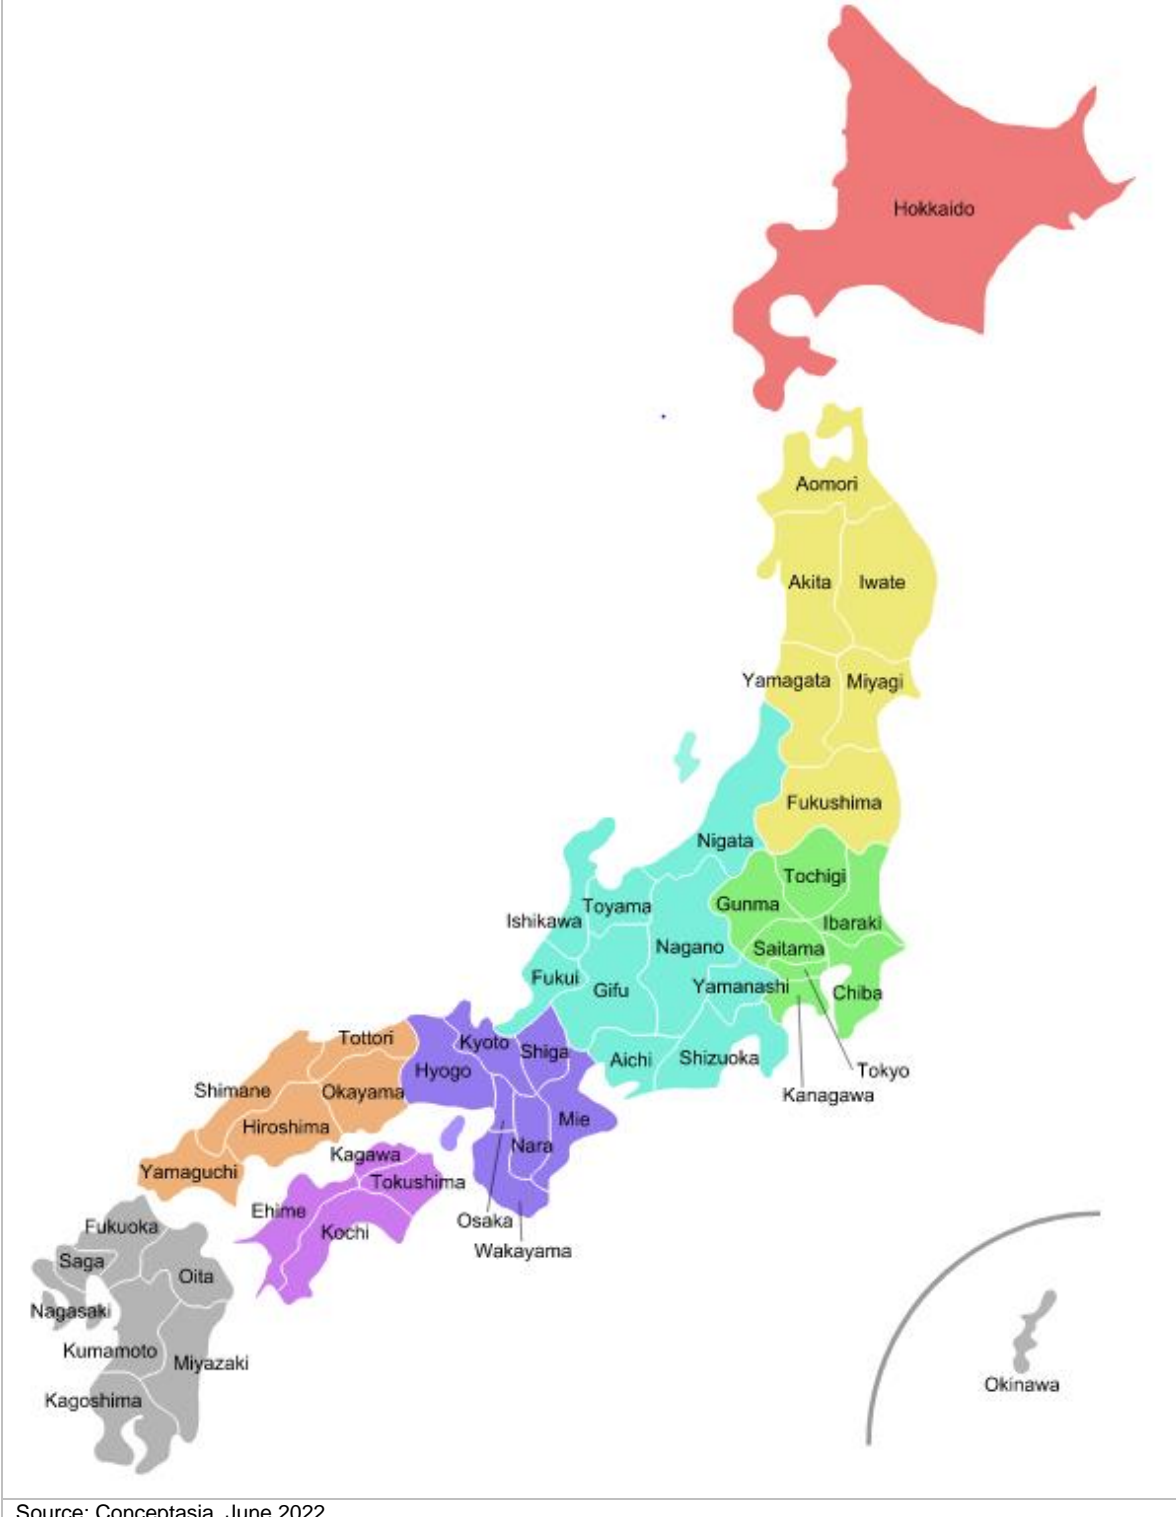 Hokkaido
Aomori
Akita
Iwate
Yamagata
Miyagi
Fukushima
Nigata
Tochigi
Gunma
Toyama
Ishikawa
Ibaraki
Nagano
Saitama
Fukui
Gifu
Yamanashi
Chiba
Tottori
Kyoto
Shiga
Aichi
Shizuoka
Hyogo
Tokyo
Shimane
Okayama
Kanagawa
Hiroshima
Mie
Nara
Kagawa
Yamaguchi
Tokushima
Ehime
Osaka
Fukuoka
Kochi
Wakayama
Saga
Oita
Nagasaki
Kumamoto
Miyazaki
Okinawa
Kagoshima
Source: Conceptasia, June 2022